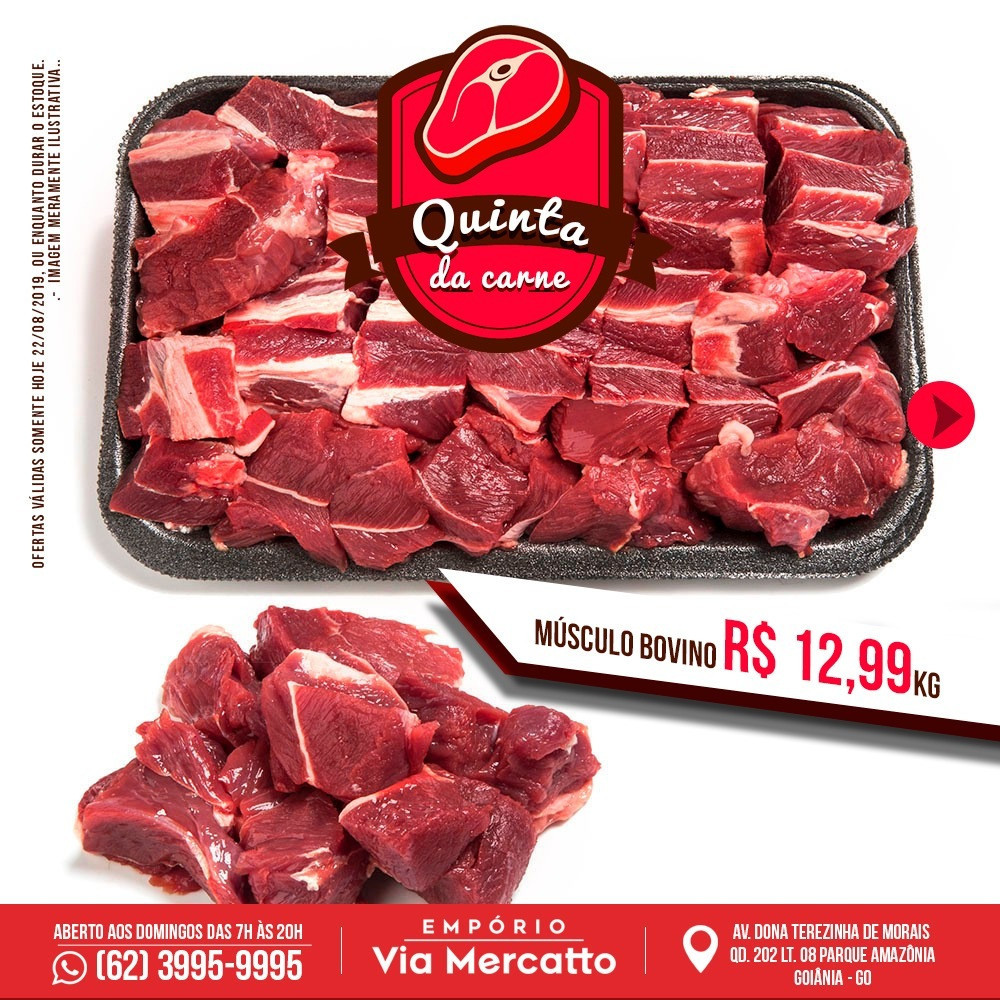 Quinta
da carne
OFERTAS VÁLIDAS SOMENTE HOJE 22/08/2019, OU ENQUANTO DURAR O ESTOQUE.
.- IMAGEM MERAMENTE ILUSTRATIVA..
MÚSCULO BOVINO R$ 12,99KG
ABERTO AOS DOMINGOS DAS 7H ÀS 20H
(62) 3995-9995
EMPÓRIO
Via Mercatto
AV. DONA TEREZINHA DE MORAIS
QD. 202 LT. 08 PARQUE AMAZÔNIA
GOIÂNIA - GO